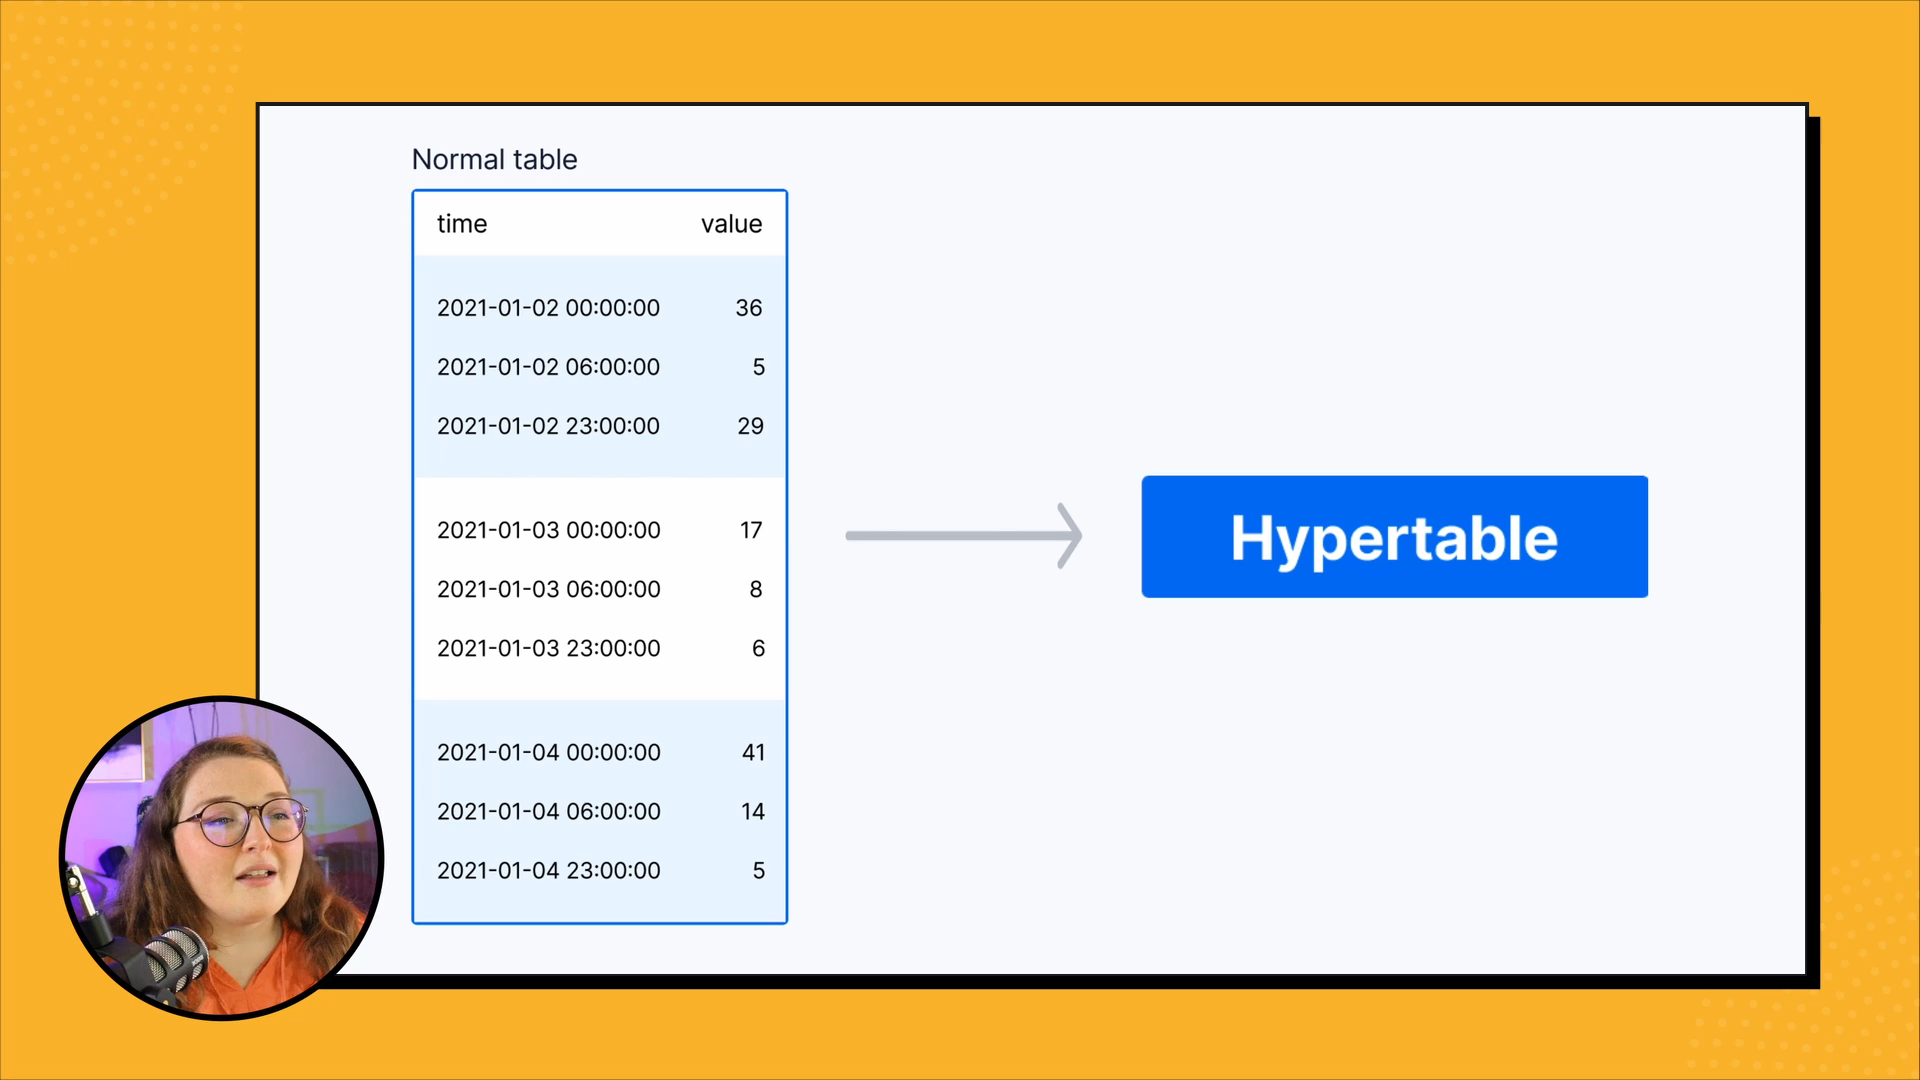 Normal table
time value
2021-01-02 00:00:00 36
2021-01-02 06:00:00 5
2021-01-02 23:00:00 29
2021-01-03 00:00:00 17
2021-01-03 06:00:00 8
2021-01-03 23:00:00 6
2021-01-04 00:00:00 41
2021-01-04 06:00:00 14
2021-01-04 23:00:00 5
Hypertable